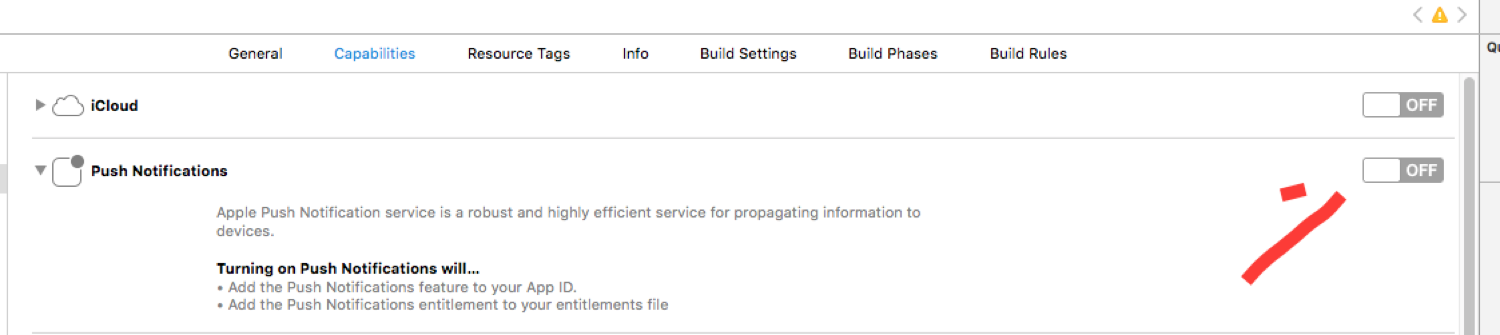 General Capabilities Resource Tags Info Build Settings Build Phases Build Rules
iCloud OFF
Push Notifications OFF
Apple Push Notification service is a robust and highly efficient service for propagating information to
devices.
Turning on Push Notifications will...
• Add the Push Notifications feature to your App ID.
• Add the Push Notifications entitlement to your entitlements file